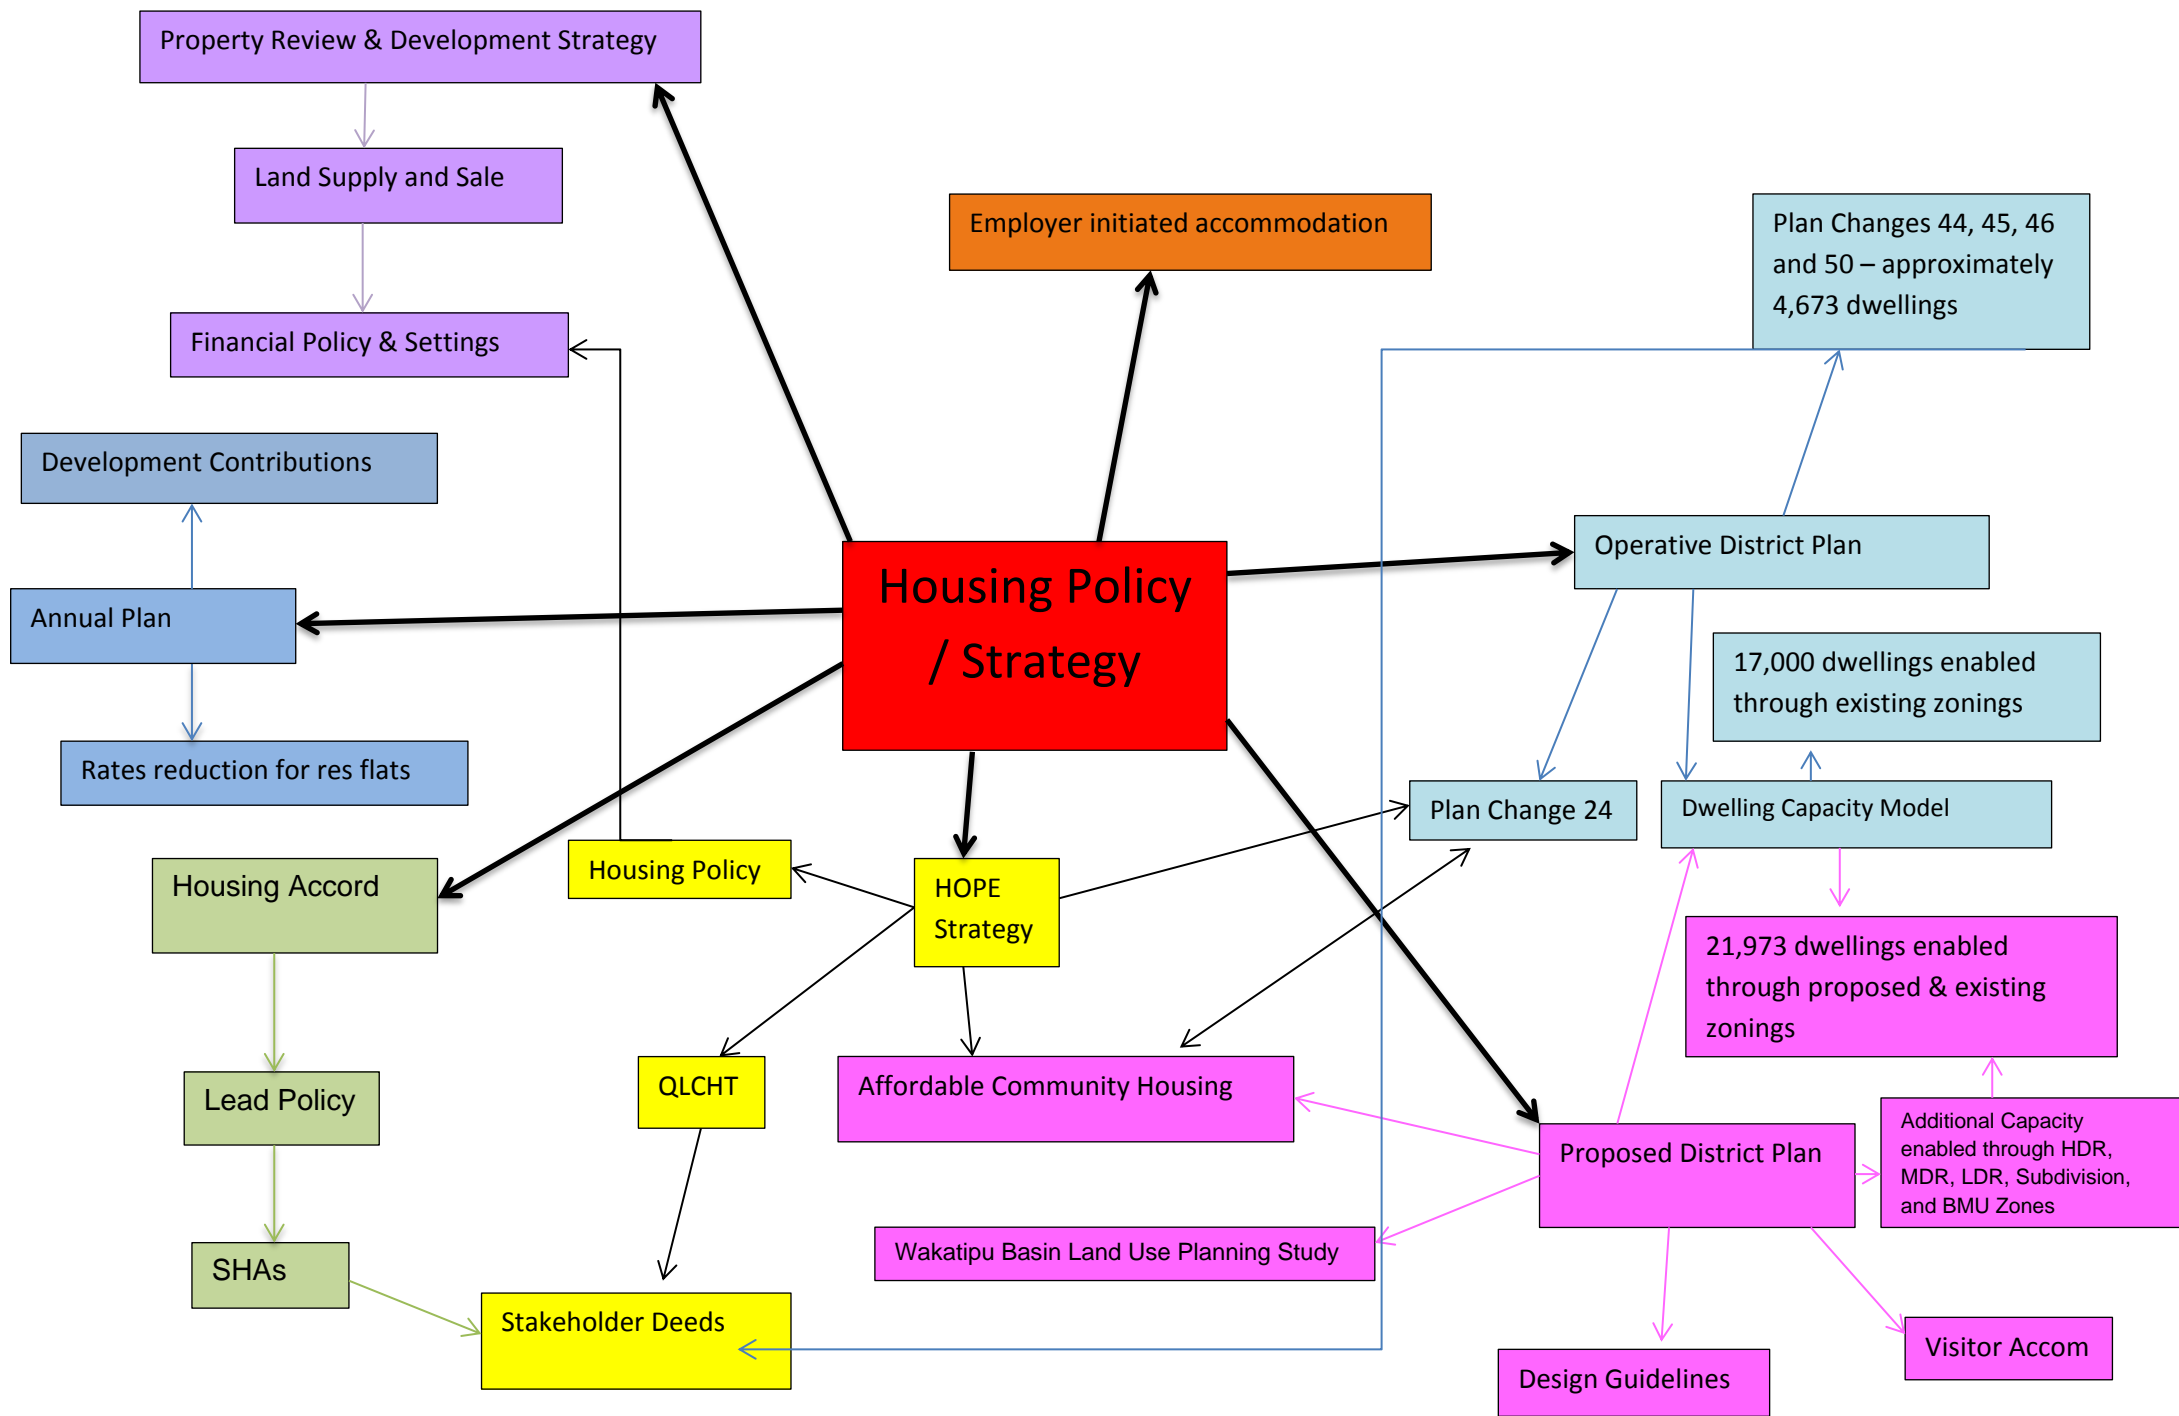 Property Review & Development Strategy
Land Supply and Sale
Employer initiated accommodation
Plan Changes 44, 45, 46
and 50 – approximately
4,673 dwellings
Financial Policy & Settings
Development Contributions
Operative District Plan
Housing Policy
/ Strategy
Annual Plan
17,000 dwellings enabled
through existing zonings
Rates reduction for res flats
Plan Change 24
Dwelling Capacity Model
Housing Accord
Housing Policy
HOPE
Strategy
21,973 dwellings enabled
through proposed & existing
zonings
Lead Policy
QLCHT
Affordable Community Housing
Proposed District Plan
Additional Capacity
enabled through HDR,
MDR, LDR, Subdivision,
and BMU Zones
Wakatipu Basin Land Use Planning Study
SHAs
Stakeholder Deeds
Visitor Accom
Design Guidelines